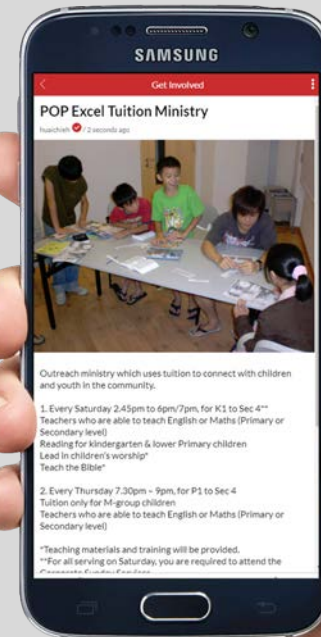 SAMSUNG
Get Involved
POP Excel Tuition Ministry
huaichieh / 2 seconds ago
Outreach ministry which uses tuition to connect with children
and youth in the community.
1. Every Saturday 2.45pm to 6pm/7pm, for K1 to Sec 4**
Teachers who are able to teach English or Maths (Primary or
Secondary level)
Reading for kindergarten & lower Primary children
Lead in children's worship*
Teach the Bible*
2. Every Thursday 7.30pm – 9pm, for P1 to Sec 4
Tuition only for M-group children
Teachers who are able to teach English or Maths (Primary or
Secondary level)
*Teaching materials and training will be provided.
**For all serving on Saturday, you are required to attend the
Corporate Sunday Services